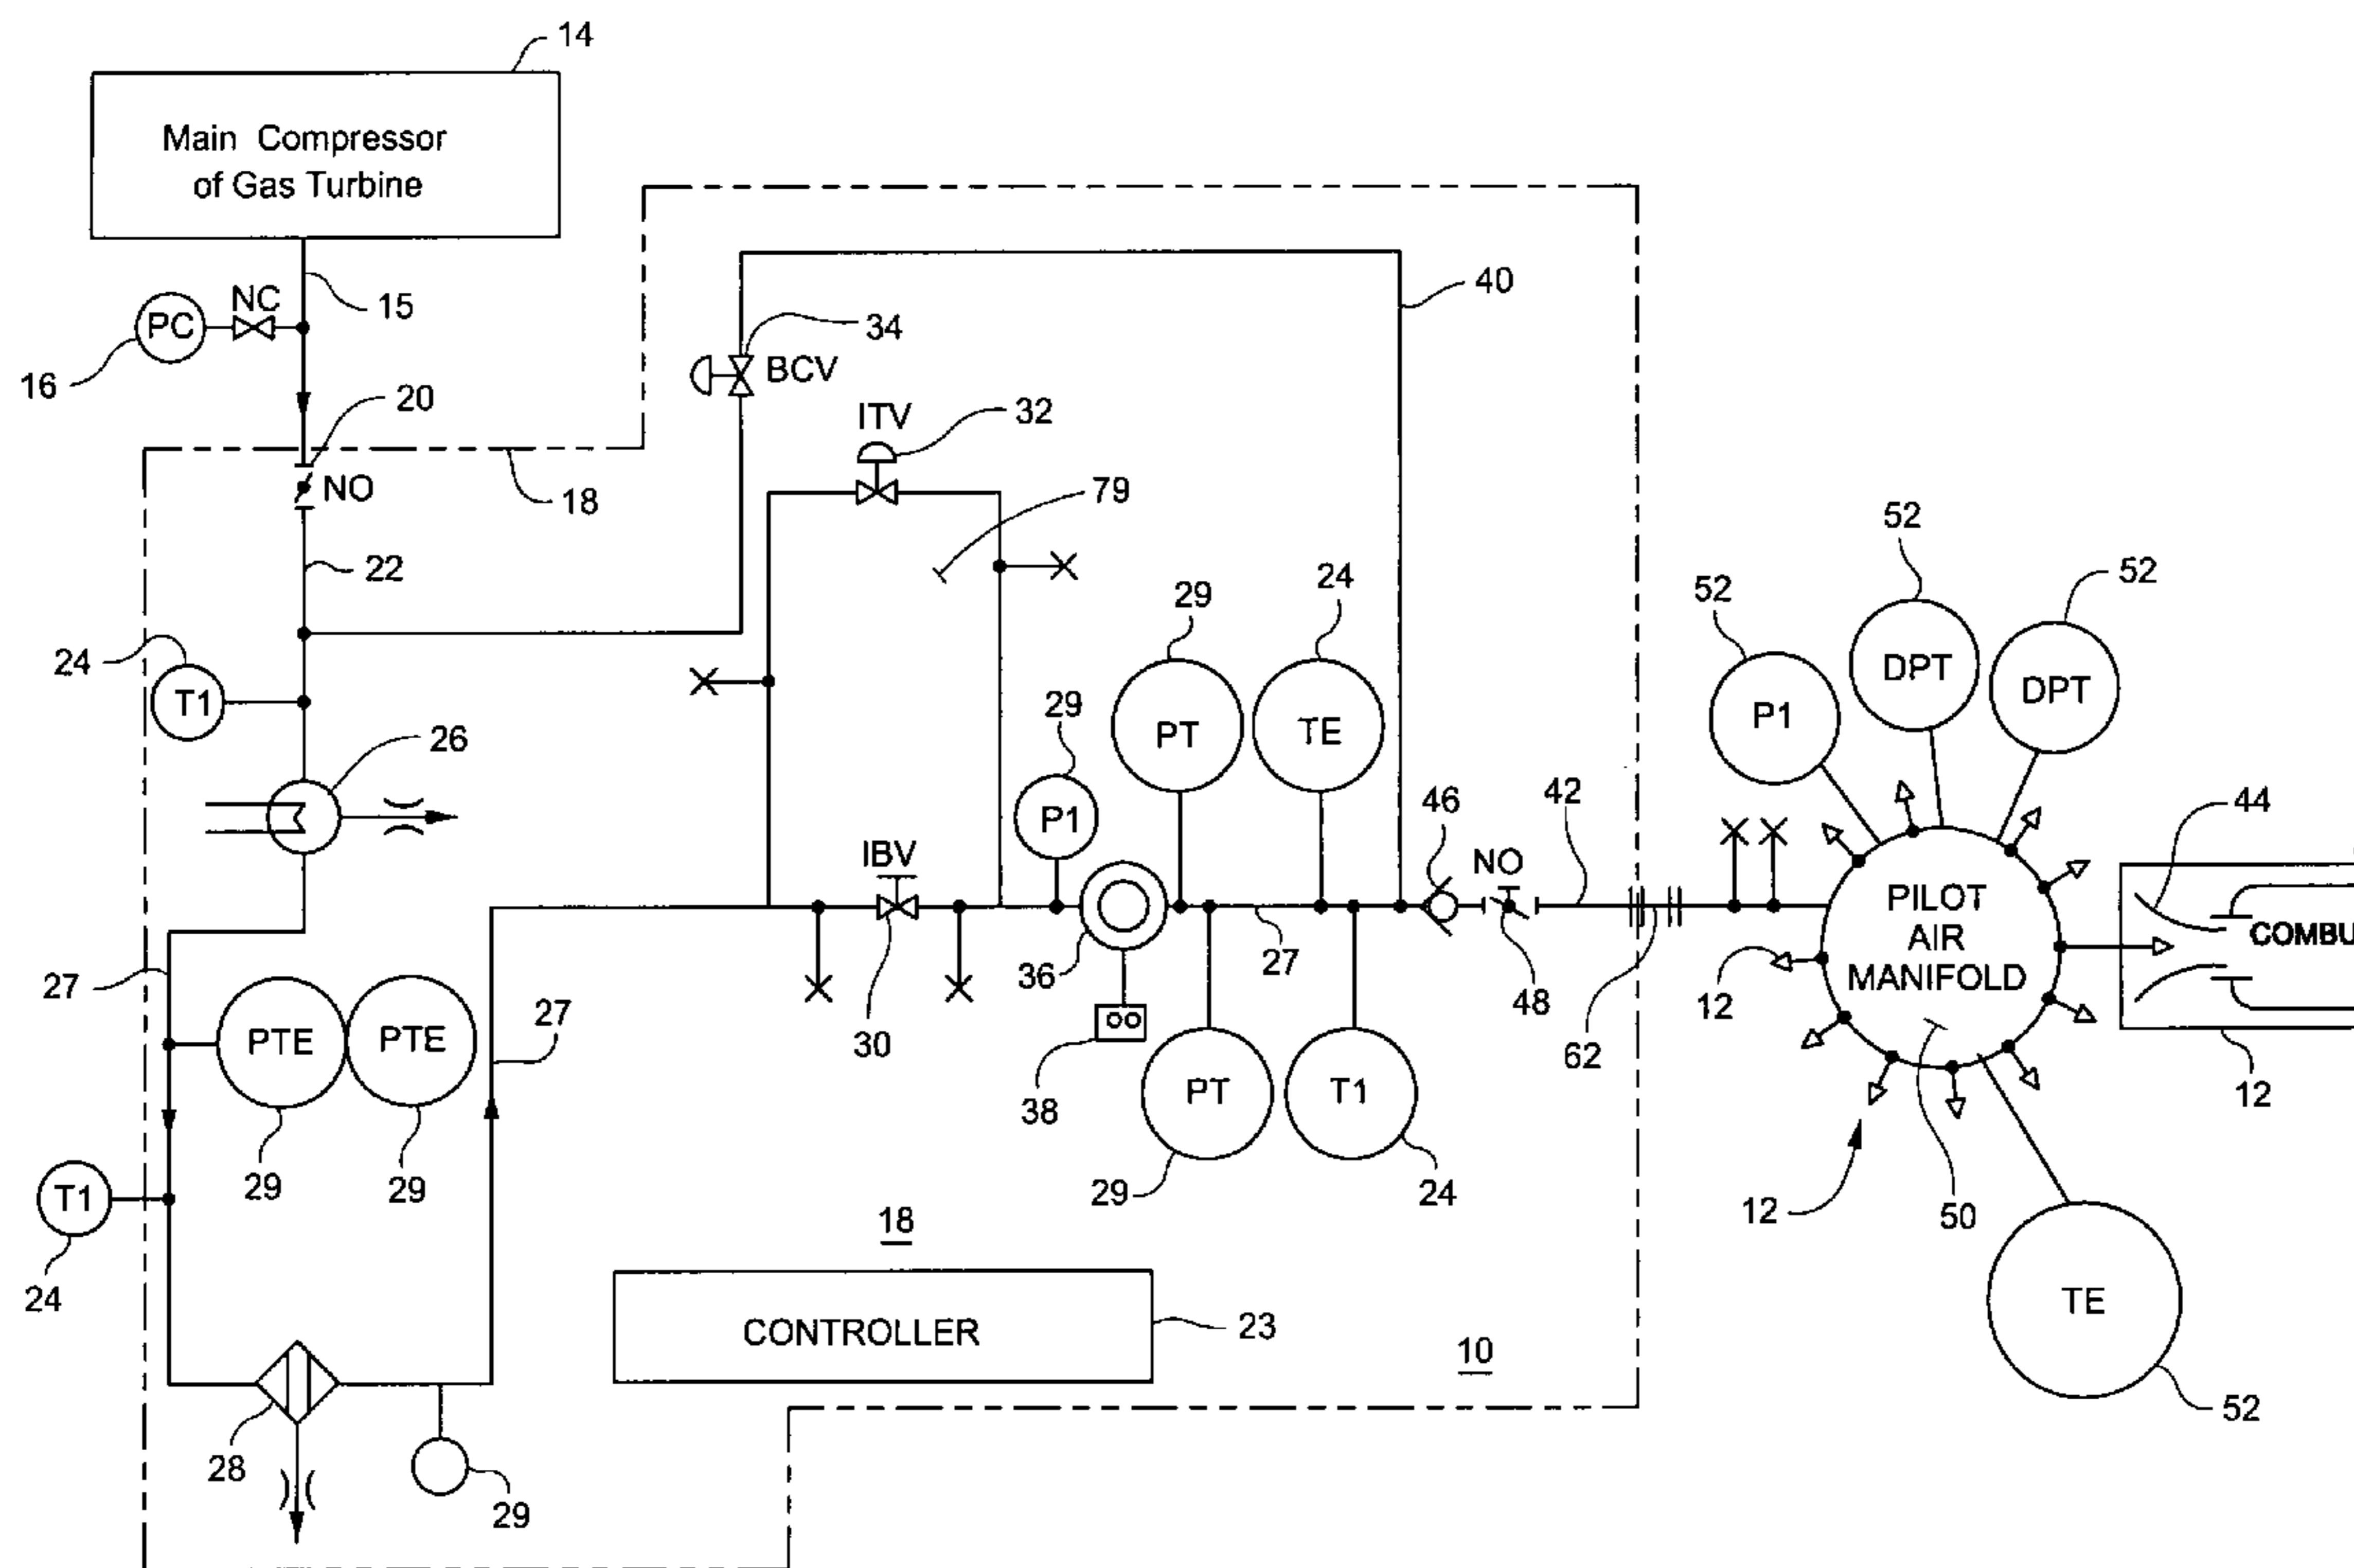 14
Main Compressor
of Gas Turbine
15
NC
PC
16
20
NO
18
22
24
T1
26
27
PTE
PTE
29
29
T1
24
28
29
27
40
34
BCV
ITV
32
79
29
24
PT
TE
29
P1
IBV
30
36
38
27
PT
T1
29
24
46
NO
48
42
62
18
CONTROLLER
23
10
52
52
52
P1
DPT
DPT
44
PILOT
AIR
MANIFOLD
COMBU
12
12
12
50
TE
52